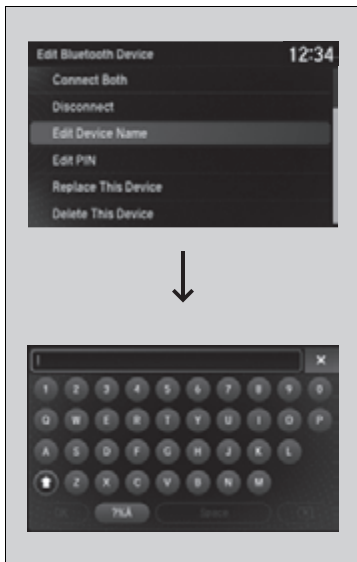 Edit Bluetooth Device 12:34
Connect Both
Disconnect
Edit Device Name
Edit PIN
Replace This Device
Delete This Device
1 2 3 4 5 6 7 8 9 0
Q W E R T Y U I O P
A S D F G H J K L
Z X C V B N M
OK ?%Å Space